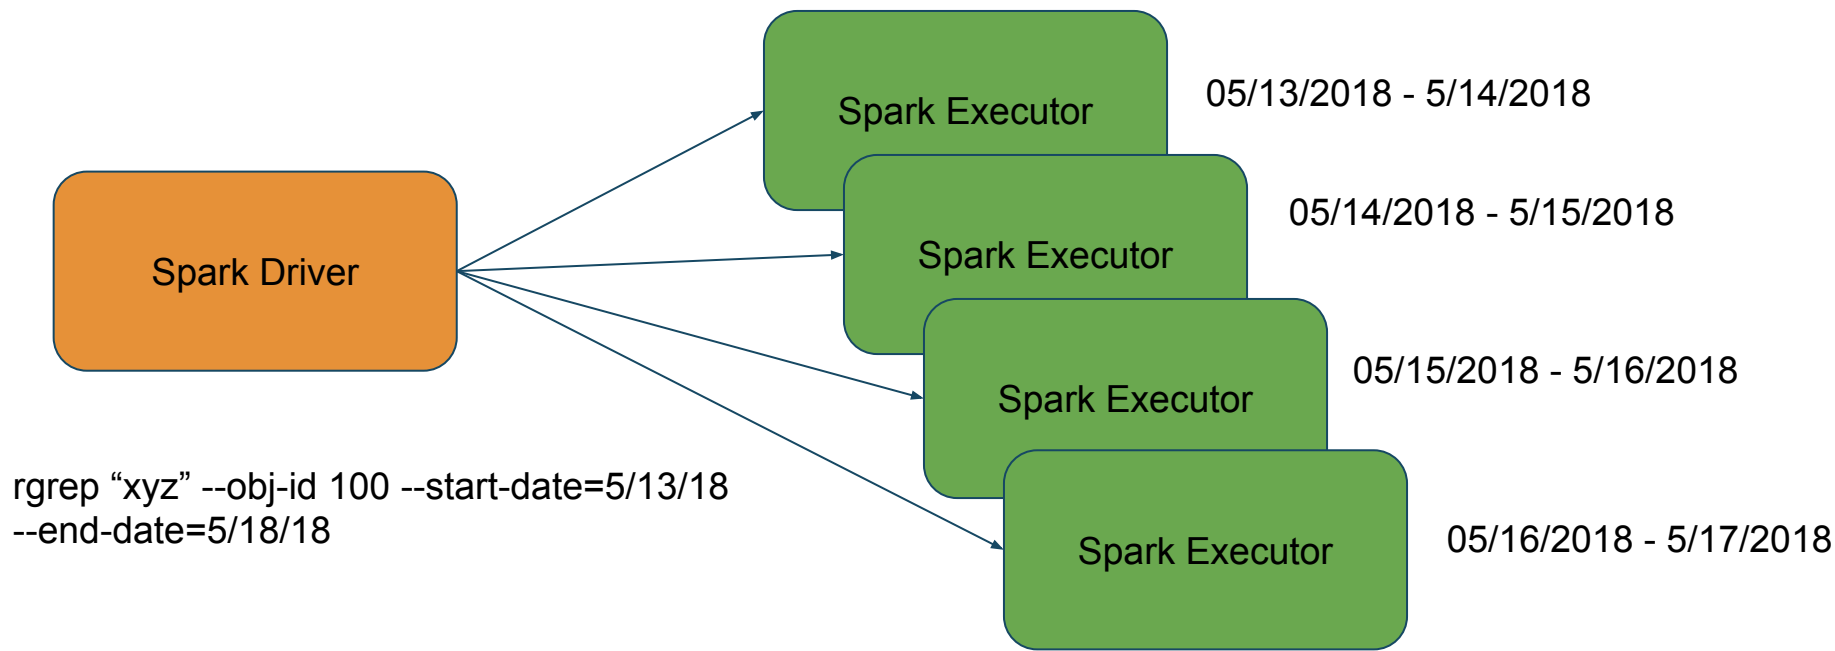 Spark Driver
rgrep “xyz” --obj-id 100 --start-date=5/13/18
--end-date=5/18/18
Spark Executor
05/13/2018 - 5/14/2018
Spark Executor
05/14/2018 - 5/15/2018
Spark Executor
05/15/2018 - 5/16/2018
Spark Executor
05/16/2018 - 5/17/2018